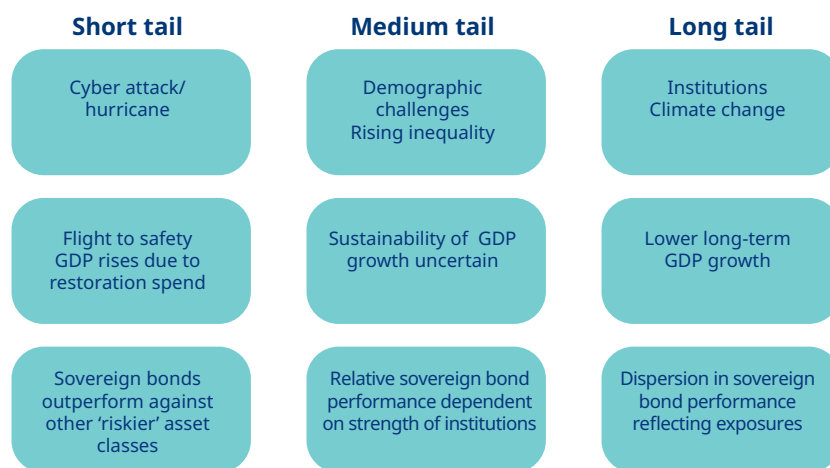 Short tail
Medium tail
Long tail
Cyber attack/
hurricane
Demographic
challenges
Rising inequality
Institutions
Climate change
Flight to safety
GDP rises due to
restoration spend
Sustainability of GDP
growth uncertain
Lower long-term
GDP growth
Sovereign bonds
outperform against
other ‘riskier’ asset
classes
Relative sovereign bond
performance dependent
on strength of institutions
Dispersion in sovereign
bond performance
reflecting exposures